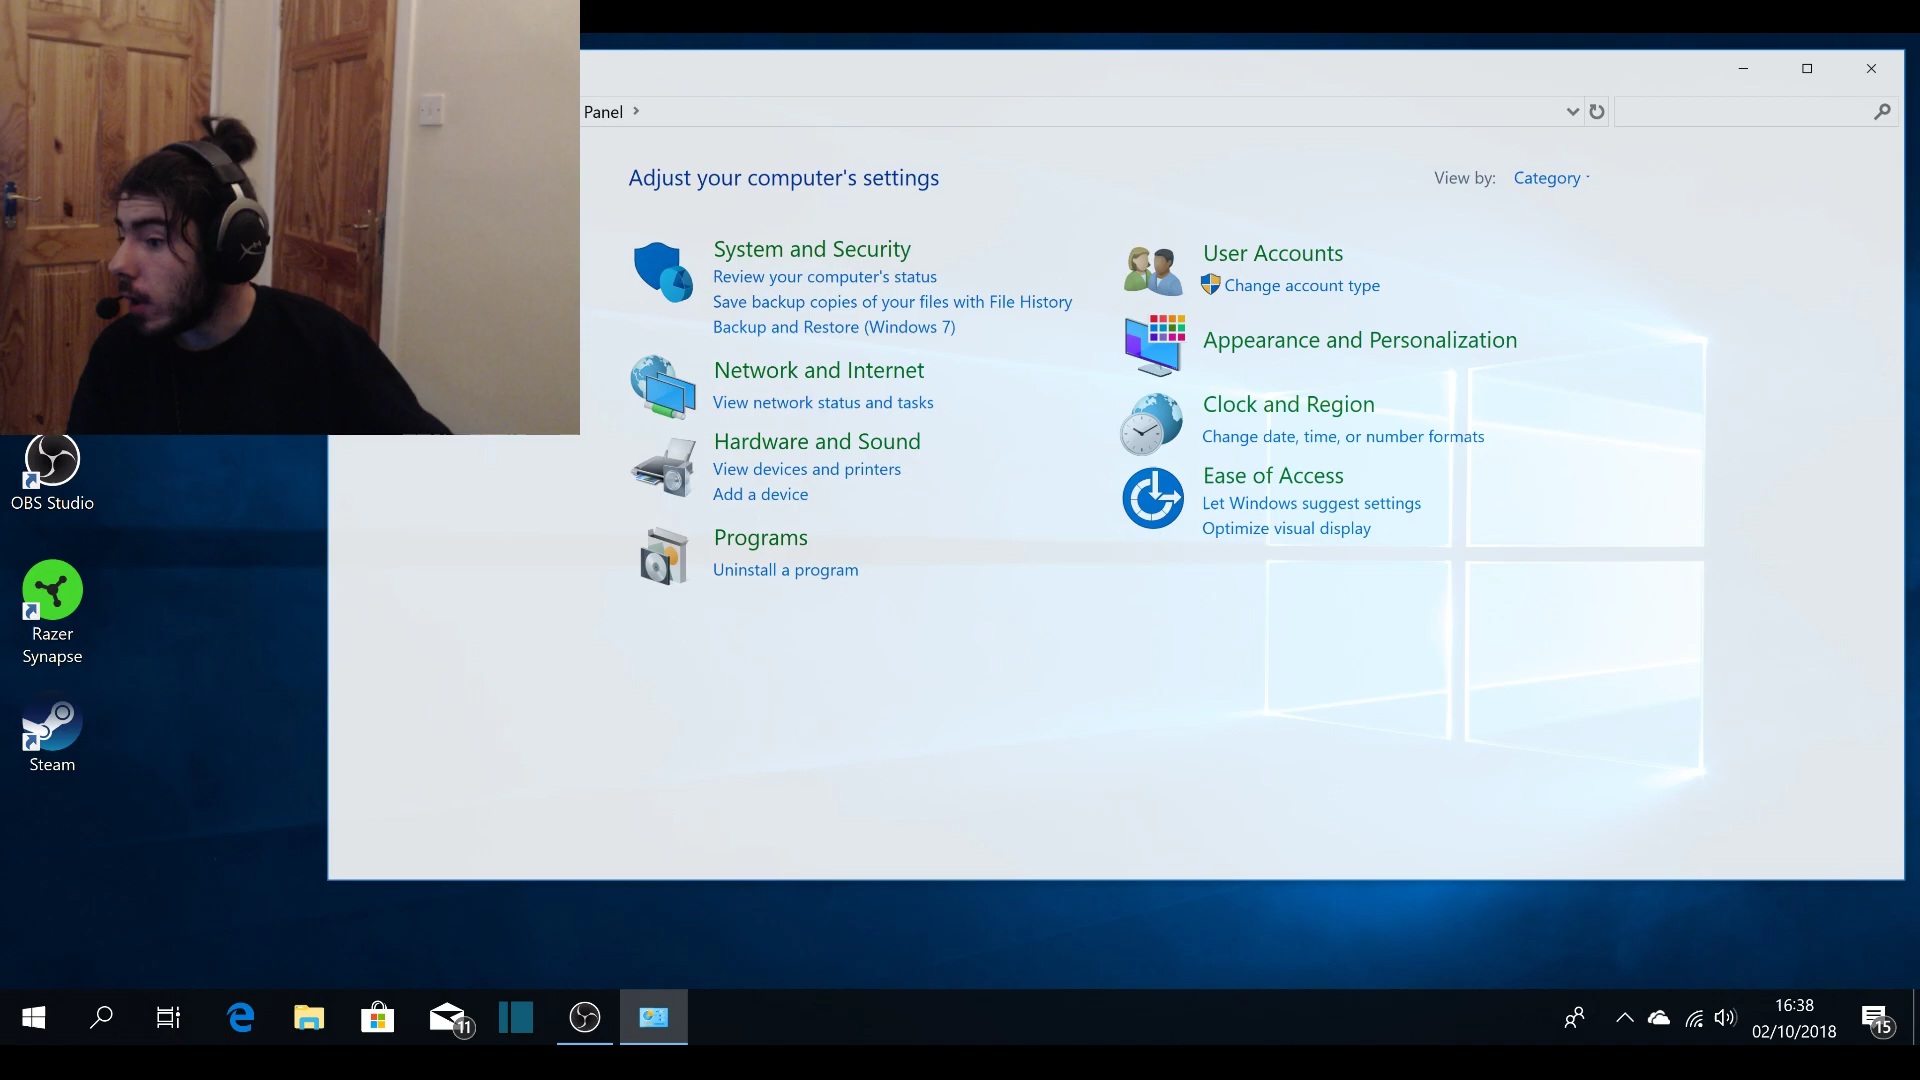 Panel
Adjust your computer's settings
View by: Category
System and Security
Review your computer's status
Save backup copies of your files with File History
Backup and Restore (Windows 7)
Network and Internet
View network status and tasks
Hardware and Sound
View devices and printers
Add a device
Programs
Uninstall a program
User Accounts
Change account type
Appearance and Personalization
Clock and Region
Change date, time, or number formats
Ease of Access
Let Windows suggest settings
Optimize visual display
OBS Studio
Razer
Synapse
Steam
11
16:38
02/10/2018
15